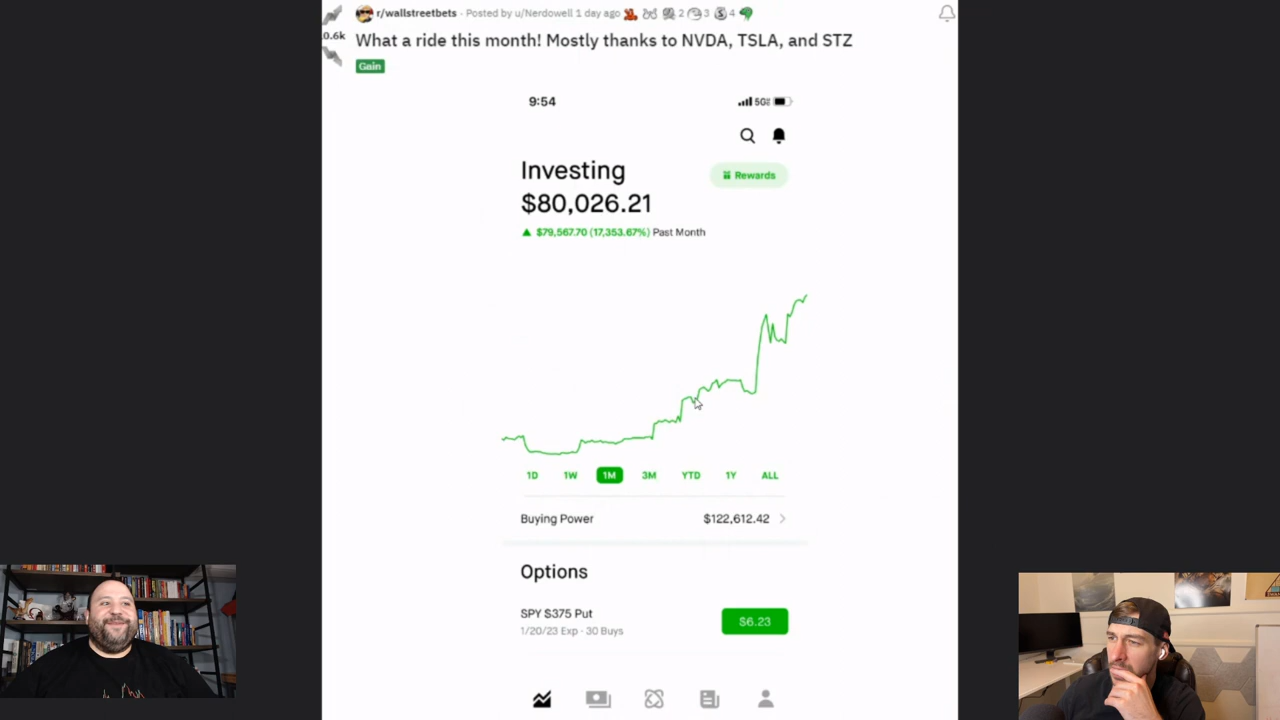 r/wallstreetbets · Posted by u/Nerdowell 1 day ago 2 3 4
0.6k
What a ride this month! Mostly thanks to NVDA, TSLA, and STZ
Gain
9:54
Investing
Rewards
$80,026.21
▲ $79,567.70 (17,353.67%) Past Month
1D 1W 1M 3M YTD 1Y ALL
Buying Power $122,612.42
Options
SPY $375 Put
1/20/23 Exp · 30 Buys
$6.23